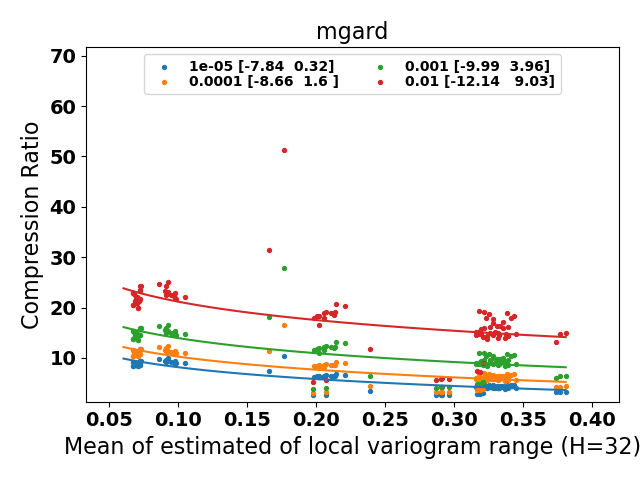 mgard
1e-05 [-7.84  0.32]
0.0001 [-8.66  1.6 ]
0.001 [-9.99  3.96]
0.01 [-12.14   9.03]
Compression Ratio
70
60
50
40
30
20
10
0.05 0.10 0.15 0.20 0.25 0.30 0.35 0.40
Mean of estimated of local variogram range (H=32)